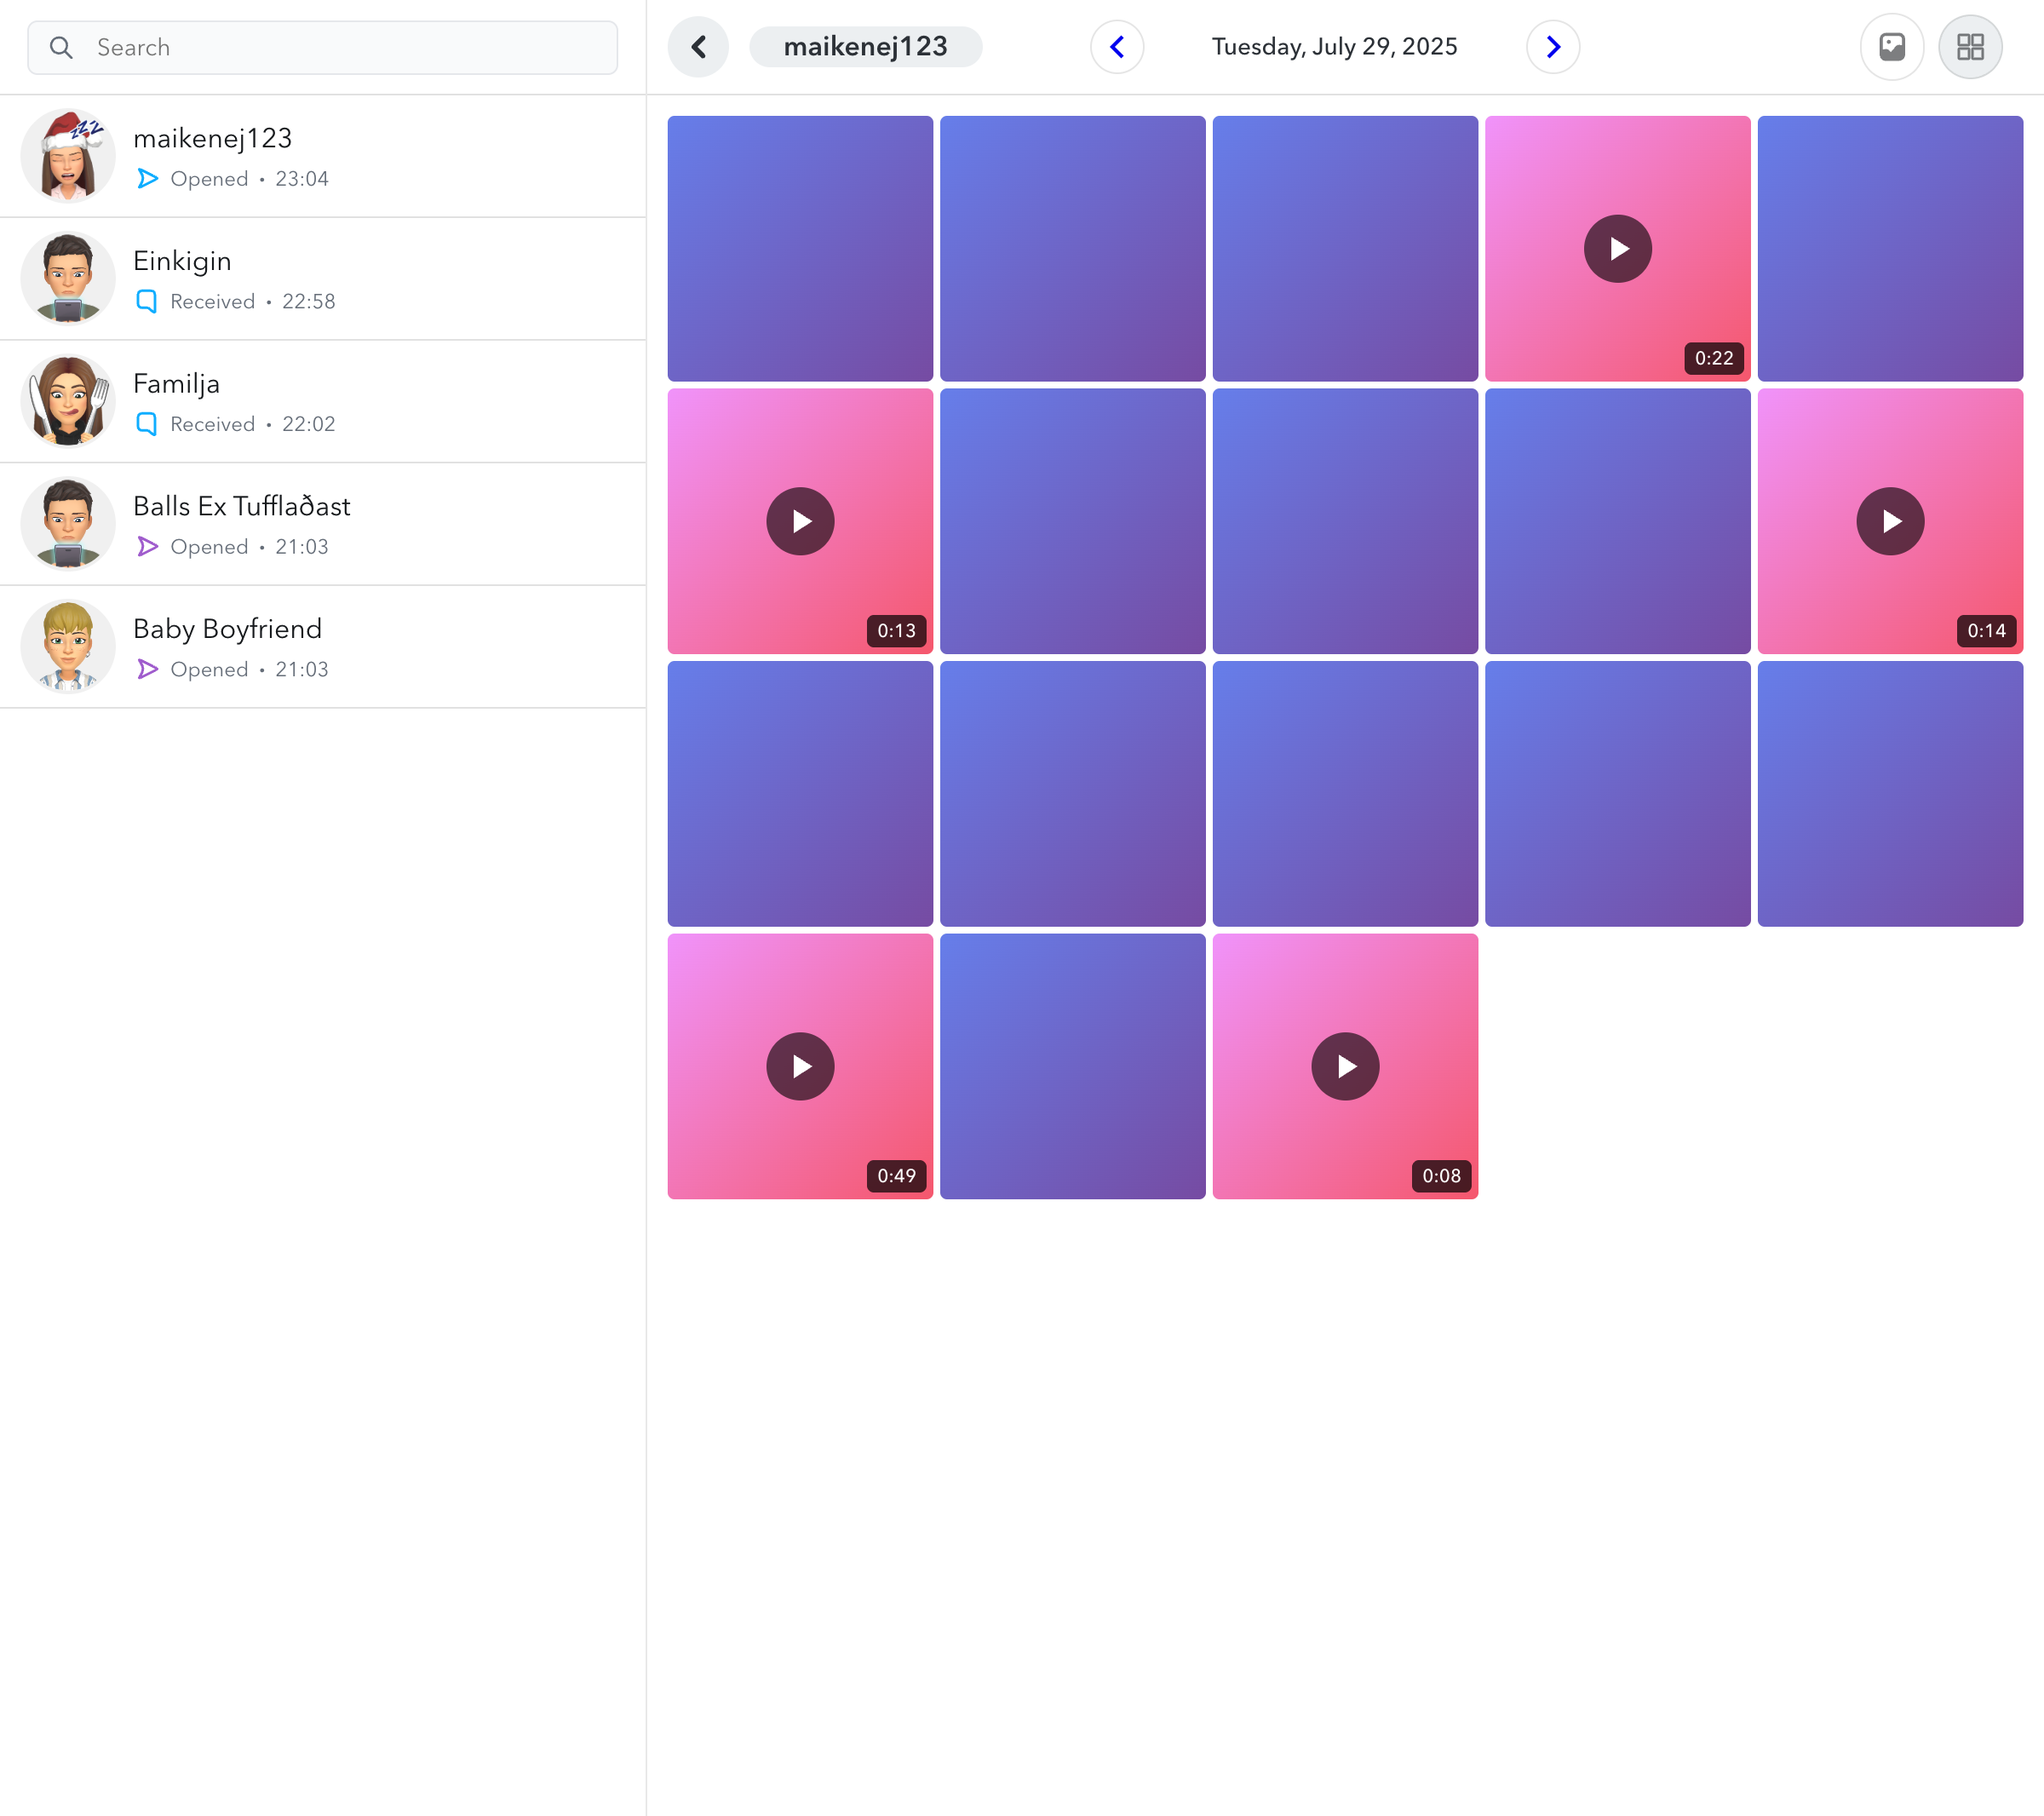 Search
maikenej123
Opened • 23:04
Einkigin
Received • 22:58
Familja
Received • 22:02
Balls Ex Tufflaðast
Opened • 21:03
Baby Boyfriend
Opened • 21:03
maikenej123
Tuesday, July 29, 2025
0:22
0:13
0:14
0:49
0:08
zzz